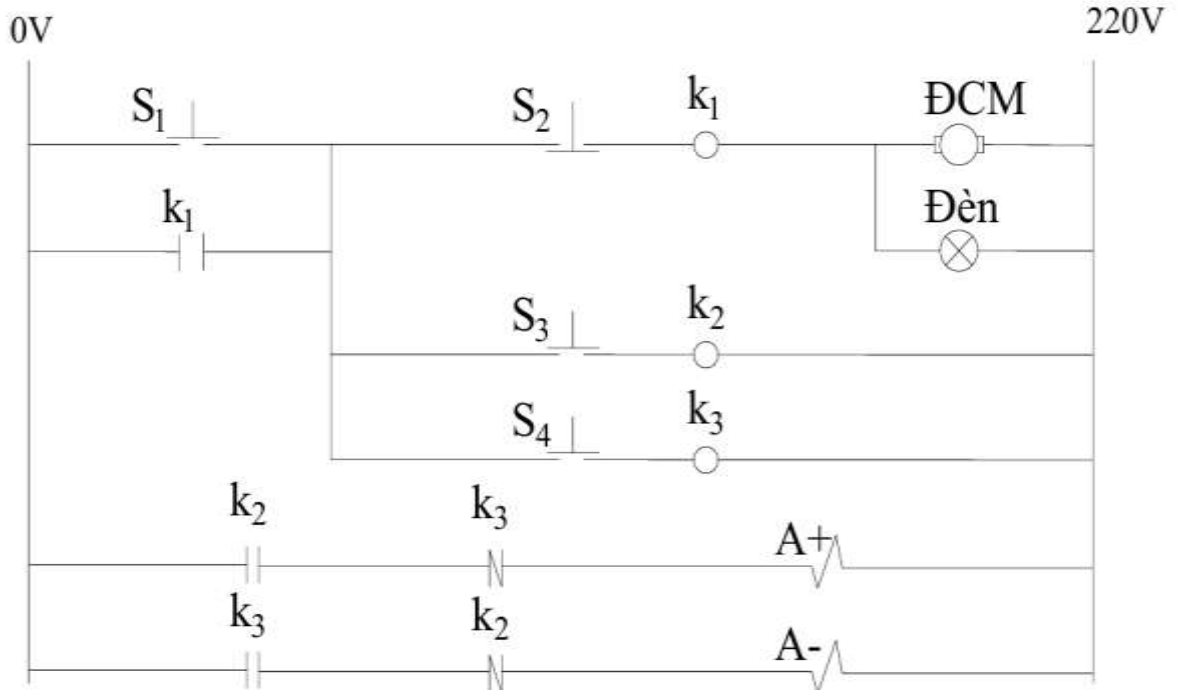 0V 220V
S₁ S₂ k₁ ĐCM
k₁ Đèn
S₃ k₂
S₄ k₃
k₂ k₃ A+
k₃ k₂ A-